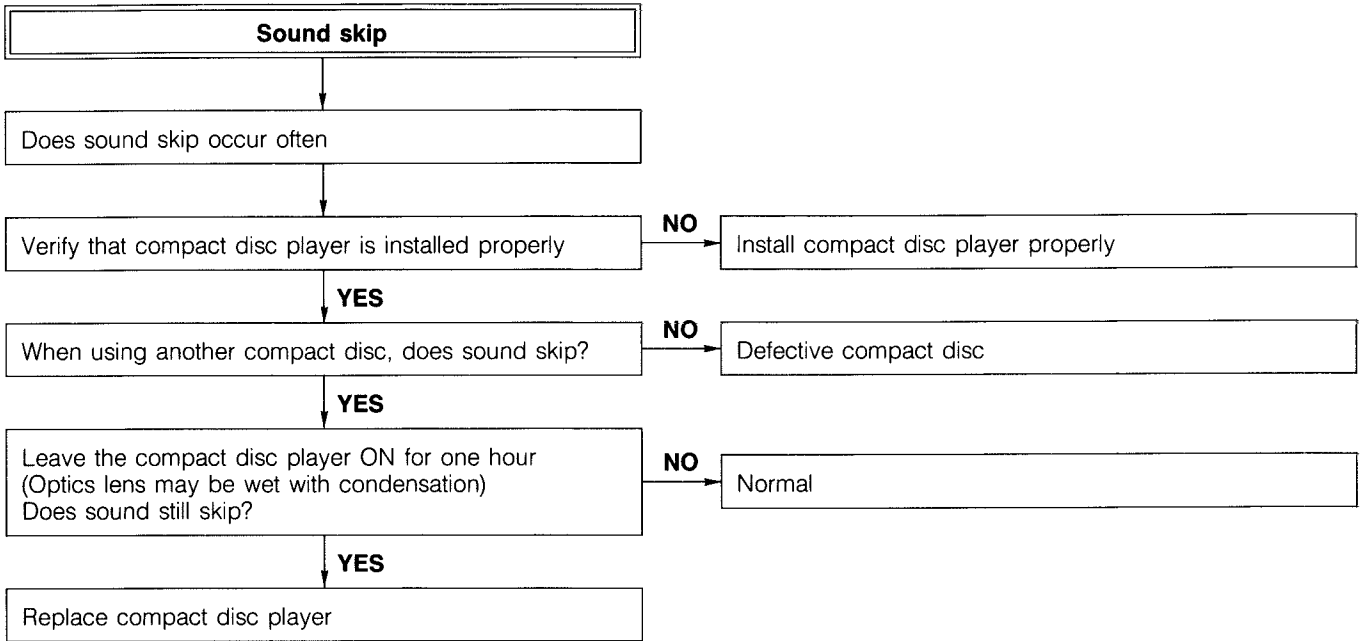 Sound skip
Does sound skip occur often
Verify that compact disc player is installed properly
NO
Install compact disc player properly
YES
When using another compact disc, does sound skip?
NO
Defective compact disc
YES
Leave the compact disc player ON for one hour
(Optics lens may be wet with condensation)
Does sound still skip?
NO
Normal
YES
Replace compact disc player